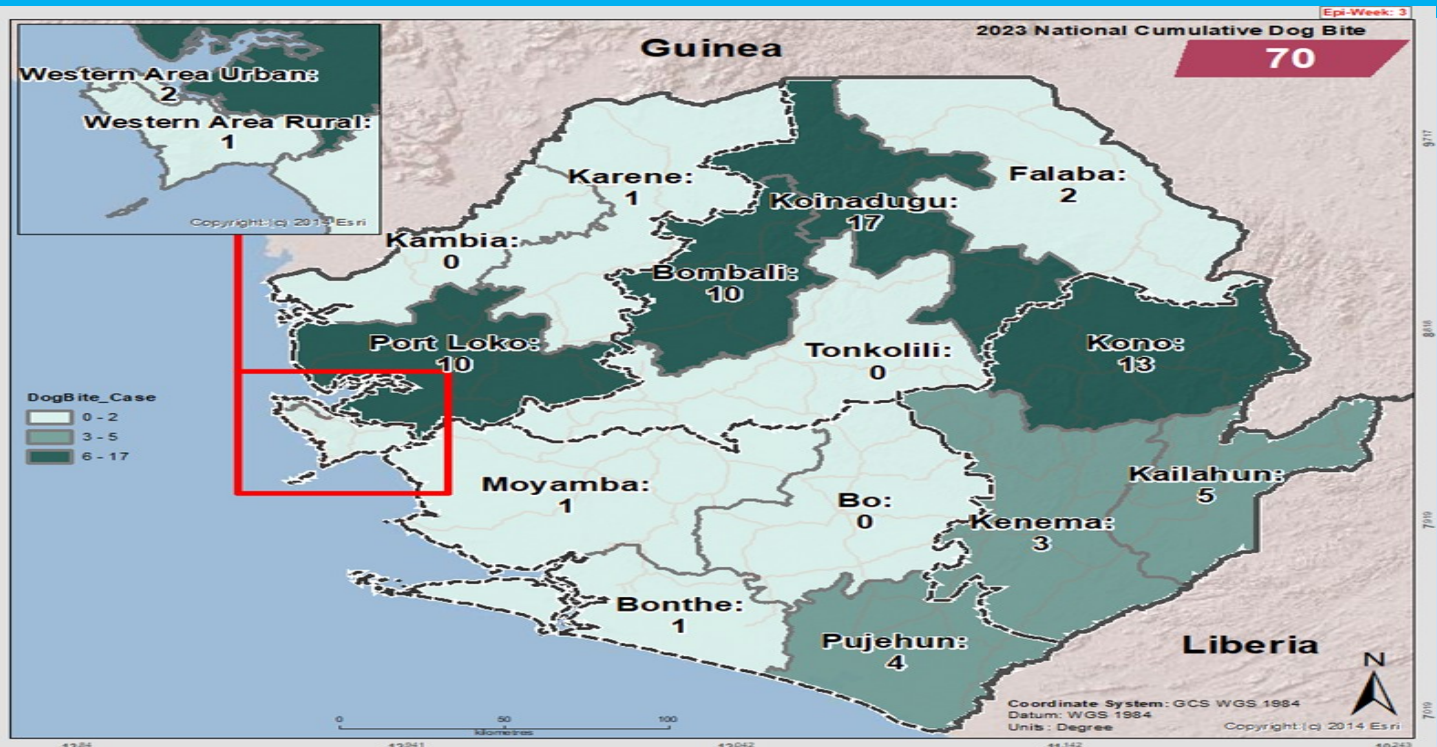 Epi-Week: 3
2023 National Cumulative Dog Bite
70
Guinea
Western Area Urban:
2
Western Area Rural:
1
Copyright:(c) 2014 Esri
Karene:
1
Falaba:
2
Koinadugu:
17
Kambia:
0
Bombali:
10
Port Loko:
10
Tonkolili:
0
Kono:
13
DogBite_Case
0 - 2
3 - 5
6 - 17
Moyamba:
1
Bo:
0
Kailahun:
5
Kenema:
3
Bonthe:
1
Pujehun:
4
Liberia
N
Coordinate System: GCS WGS 1984
Datum: WGS 1984
Units: Degree
Copyright:(c) 2014 Esri
0 50 100
kilometres